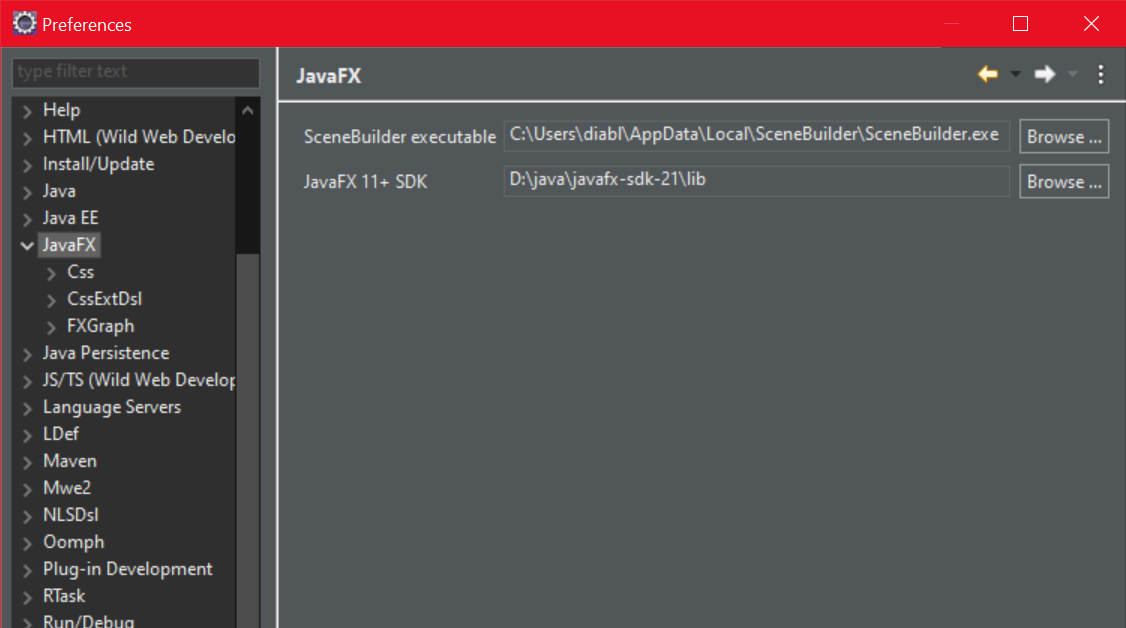 Preferences
type filter text
Help
HTML (Wild Web Develo
Install/Update
Java
Java EE
JavaFX
Css
CssExtDsl
FXGraph
Java Persistence
JS/TS (Wild Web Develop
Language Servers
LDef
Maven
Mwe2
NLSDsl
Oomph
Plug-in Development
RTask
Run/Debug
JavaFX
SceneBuilder executable C:\Users\diabl\AppData\Local\SceneBuilder\SceneBuilder.exe Browse ...
JavaFX 11+ SDK D:\java\javafx-sdk-21\lib Browse ...